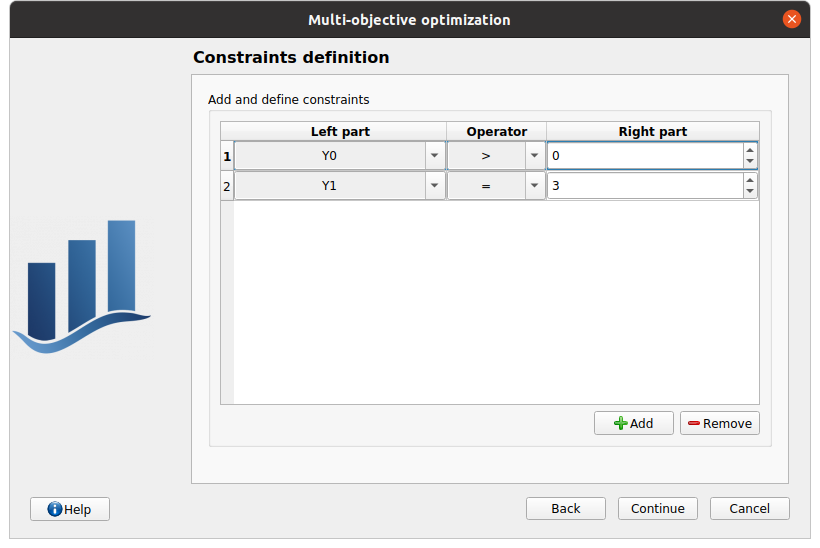 Multi-objective optimization
Constraints definition
Add and define constraints
Left part Operator Right part
1 Y0 > 0
2 Y1 = 3
Add Remove
Help Back Continue Cancel